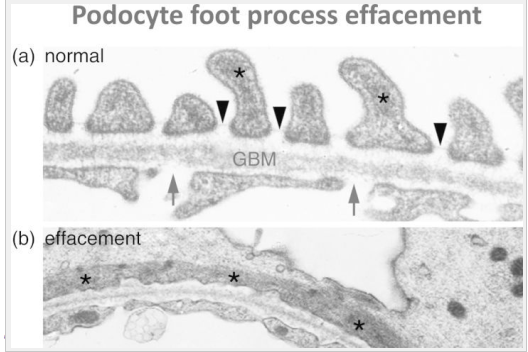 Podocyte foot process effacement
(a) normal
* *
GBM
(b) effacement
* * *